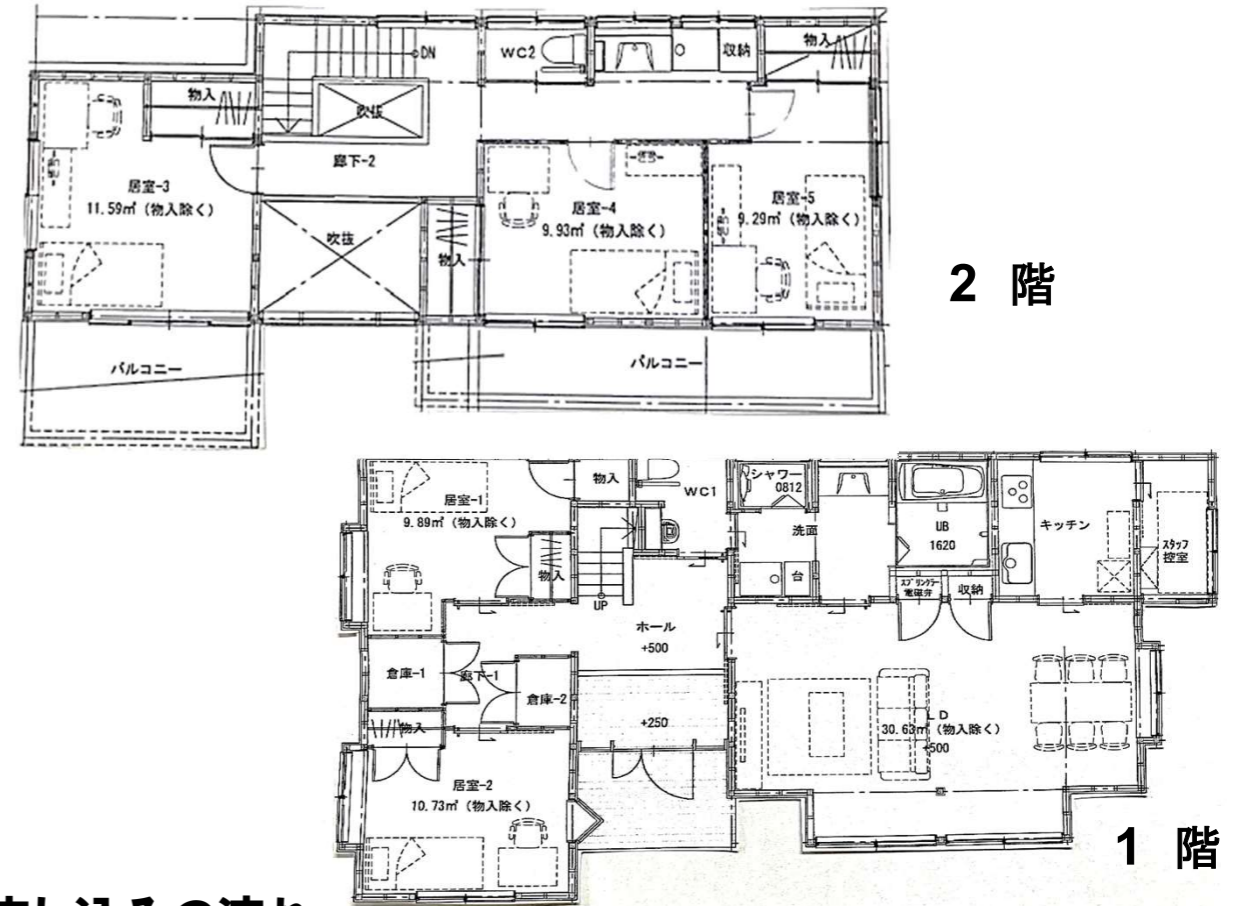 WC2
収納
物入
DN
物入
吹抜
廊下-2
居室-3
11.59㎡ (物入除く)
居室-4
9.93㎡ (物入除く)
居室-5
9.29㎡ (物入除く)
吹抜
物入
2 階
バルコニー
バルコニー
居室-1
9.89㎡ (物入除く)
物入
WC1
シャワー
0812
洗面
台
UB
1620
キッチン
スタッフ
控室
物入
UP
スプリンクラー
電磁弁
収納
ホール
+500
倉庫-1
廊下-1
倉庫-2
物入
+250
LD
30.63㎡ (物入除く)
+500
居室-2
10.73㎡ (物入除く)
1 階